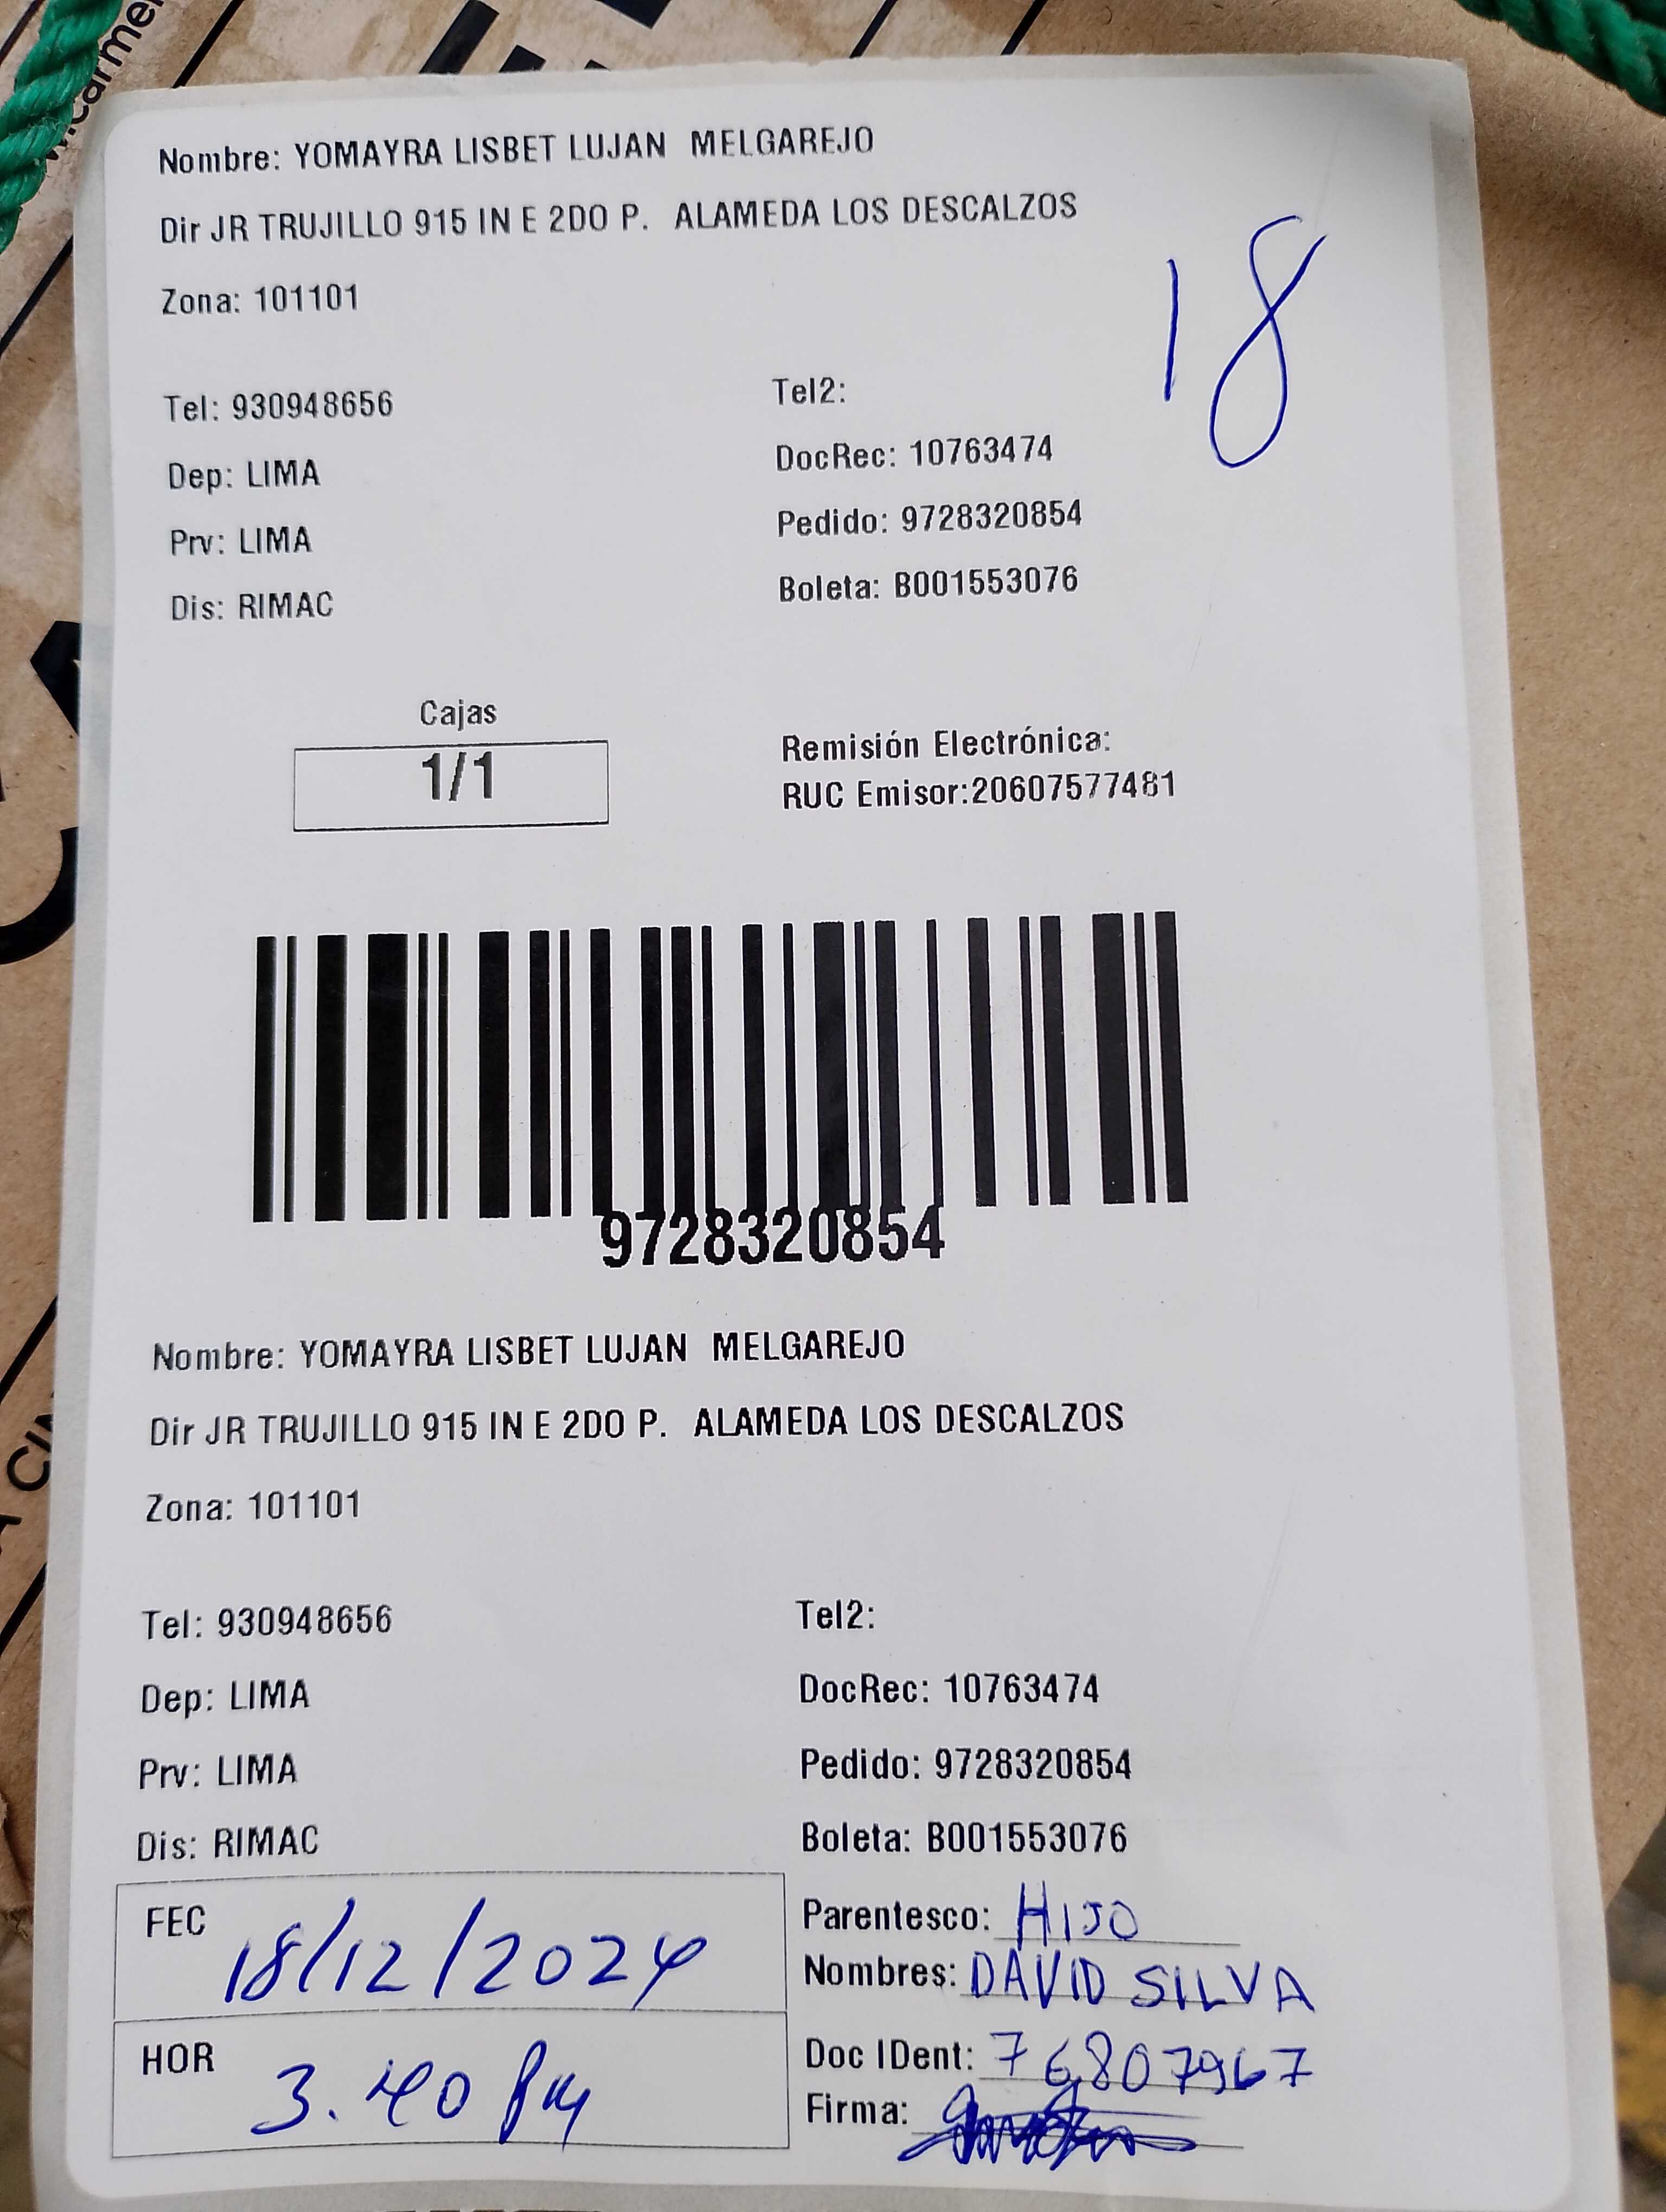 Nombre: YOMAYRA LISBET LUJAN MELGAREJO
Dir JR TRUJILLO 915 IN E 2DO P. ALAMEDA LOS DESCALZOS
Zona: 101101
18
Tel: 930948656
Tel2:
Dep: LIMA
DocRec: 10763474
Prv: LIMA
Pedido: 9728320854
Dis: RIMAC
Boleta: B001553076
Cajas
1/1
Remisión Electrónica:
RUC Emisor:20607577481
9728320854
Nombre: YOMAYRA LISBET LUJAN MELGAREJO
Dir JR TRUJILLO 915 IN E 2DO P. ALAMEDA LOS DESCALZOS
Zona: 101101
Tel: 930948656
Tel2:
Dep: LIMA
DocRec: 10763474
Prv: LIMA
Pedido: 9728320854
Dis: RIMAC
Boleta: B001553076
FEC 18/12/2024
HOR 3.40 PM
Parentesco: HIJO
Nombres: DAVID SILVA
Doc IDent: 76807967
Firma: